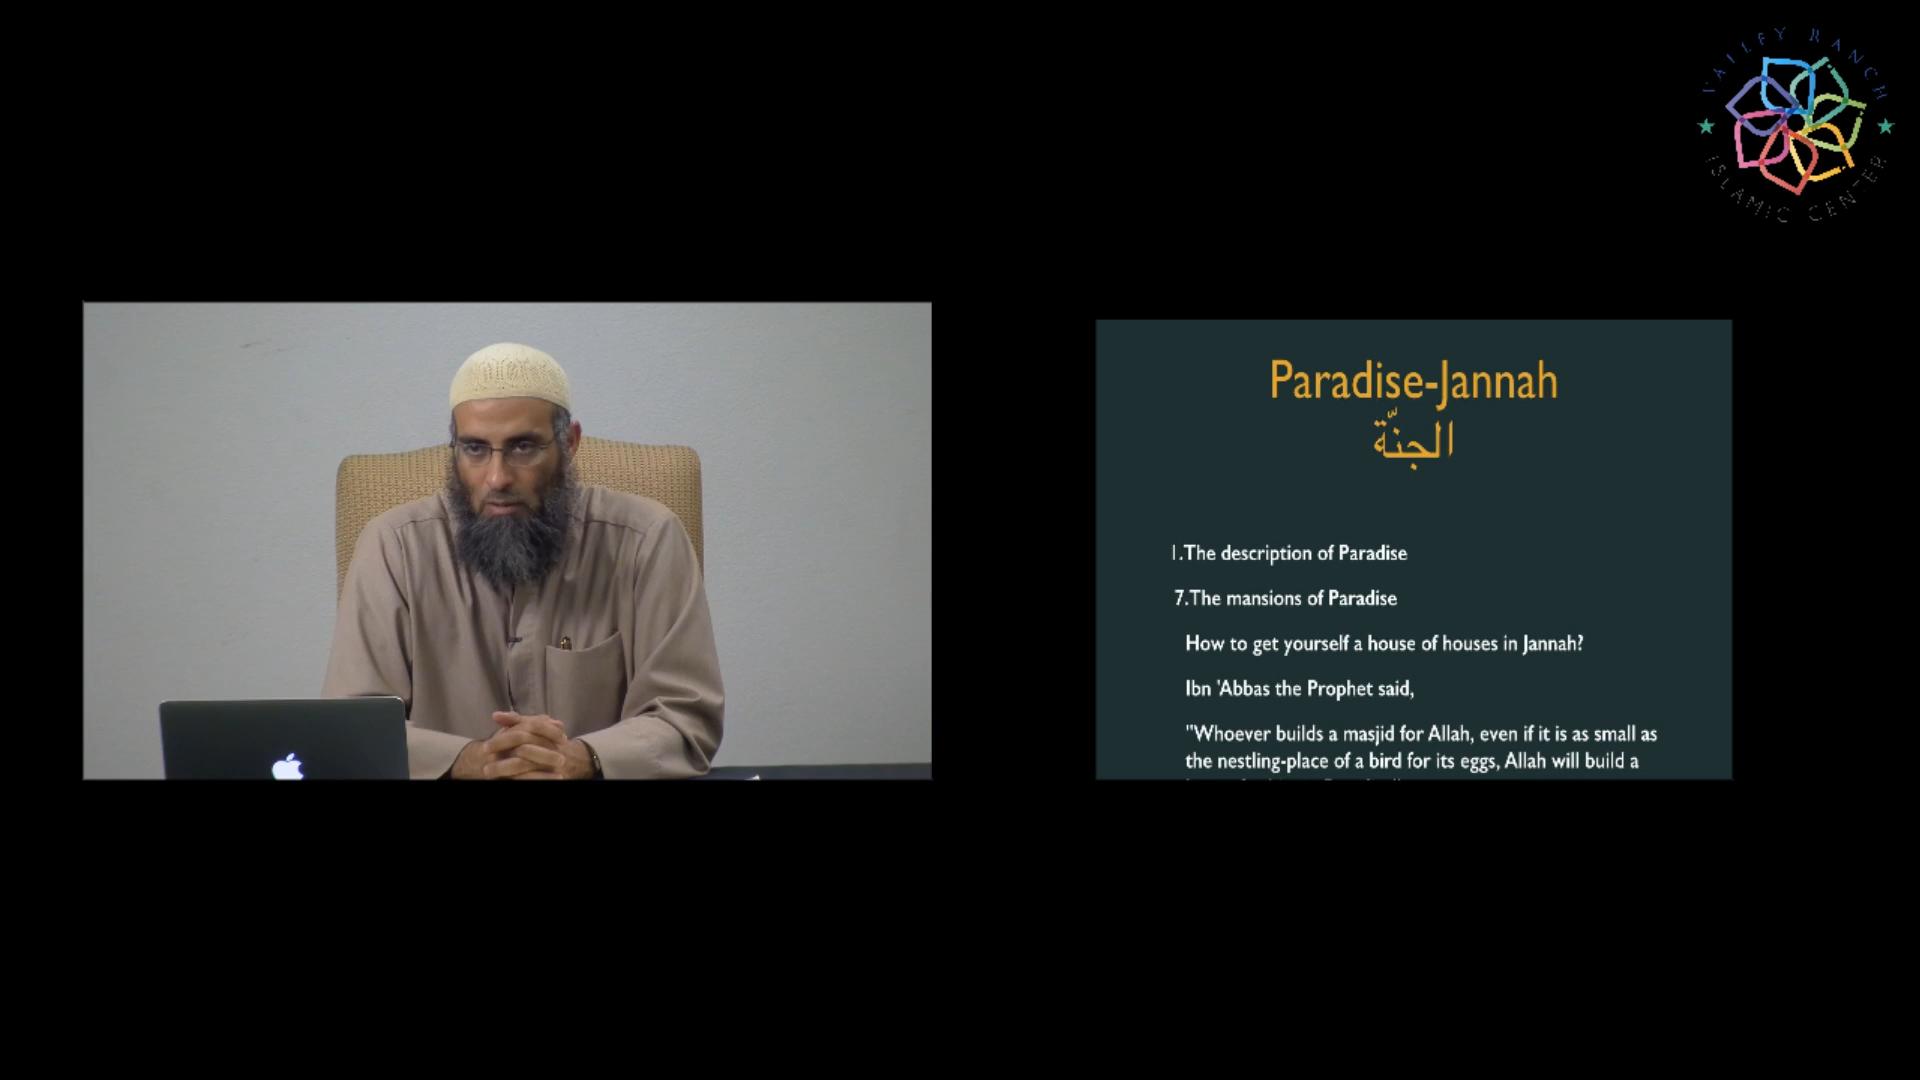 VALLEY RANCH
ISLAMIC CENTER
Paradise-Jannah
الجنّة
1.The description of Paradise
7.The mansions of Paradise
How to get yourself a house of houses in Jannah?
Ibn 'Abbas the Prophet said,
"Whoever builds a masjid for Allah, even if it is as small as
the nestling-place of a bird for its eggs, Allah will build a